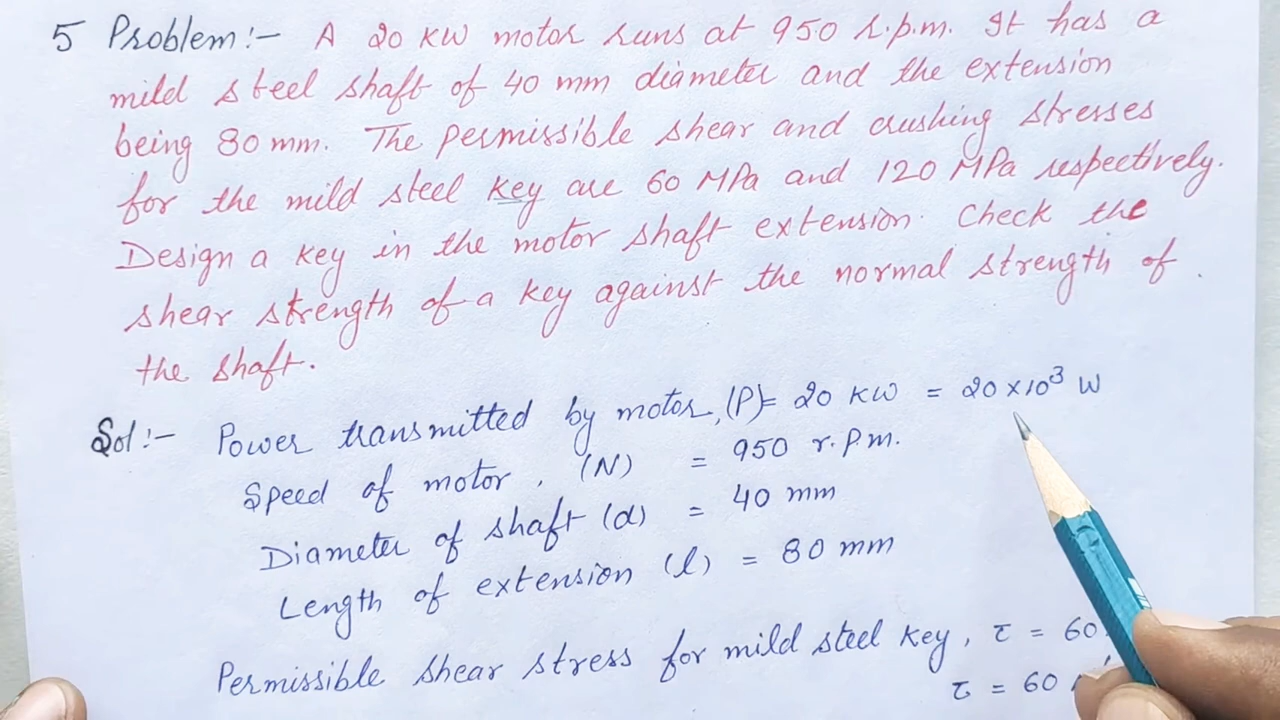 5 Problem:- A 20 KW motor runs at 950 r.p.m. It has a
mild steel shaft of 40 mm diameter and the extension
being 80 mm. The permissible shear and crushing stresses
for the mild steel key are 60 MPa and 120 MPa respectively.
Design a key in the motor shaft extension. Check the
shear strength of a key against the normal strength of
the shaft.
Sol:- Power transmitted by motor, (P) = 20 KW = 20 × 10³ W
Speed of motor, (N) = 950 r.p.m.
Diameter of shaft (d) = 40 mm
Length of extension (l) = 80 mm
Permissible shear stress for mild steel key, τ = 60
τ = 60